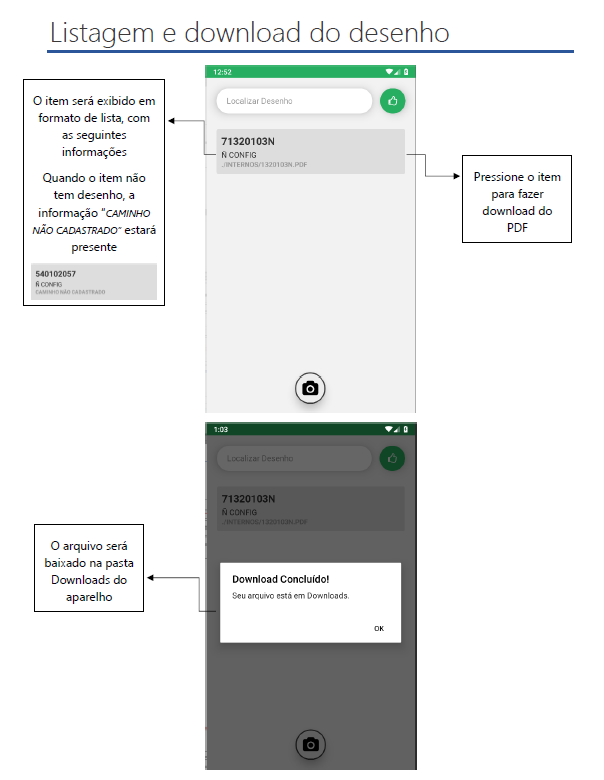 Listagem e download do desenho
O item será exibido em
formato de lista, com
as seguintes
informações
Quando o item não
tem desenho, a
informação "CAMINHO
NÃO CADASTRADO" estará
presente
540102057
Ñ CONFIG
CAMINHO NÃO CADASTRADO
12:52
Localizar Desenho
71320103N
Ñ CONFIG
./INTERNOS/1320103N.PDF
Pressione o item
para fazer
download do
PDF
1:03
Localizar Desenho
71320103N
Ñ CONFIG
./INTERNOS/1320103N.PDF
O arquivo será
baixado na pasta
Downloads do
aparelho
Download Concluído!
Seu arquivo está em Downloads.
OK